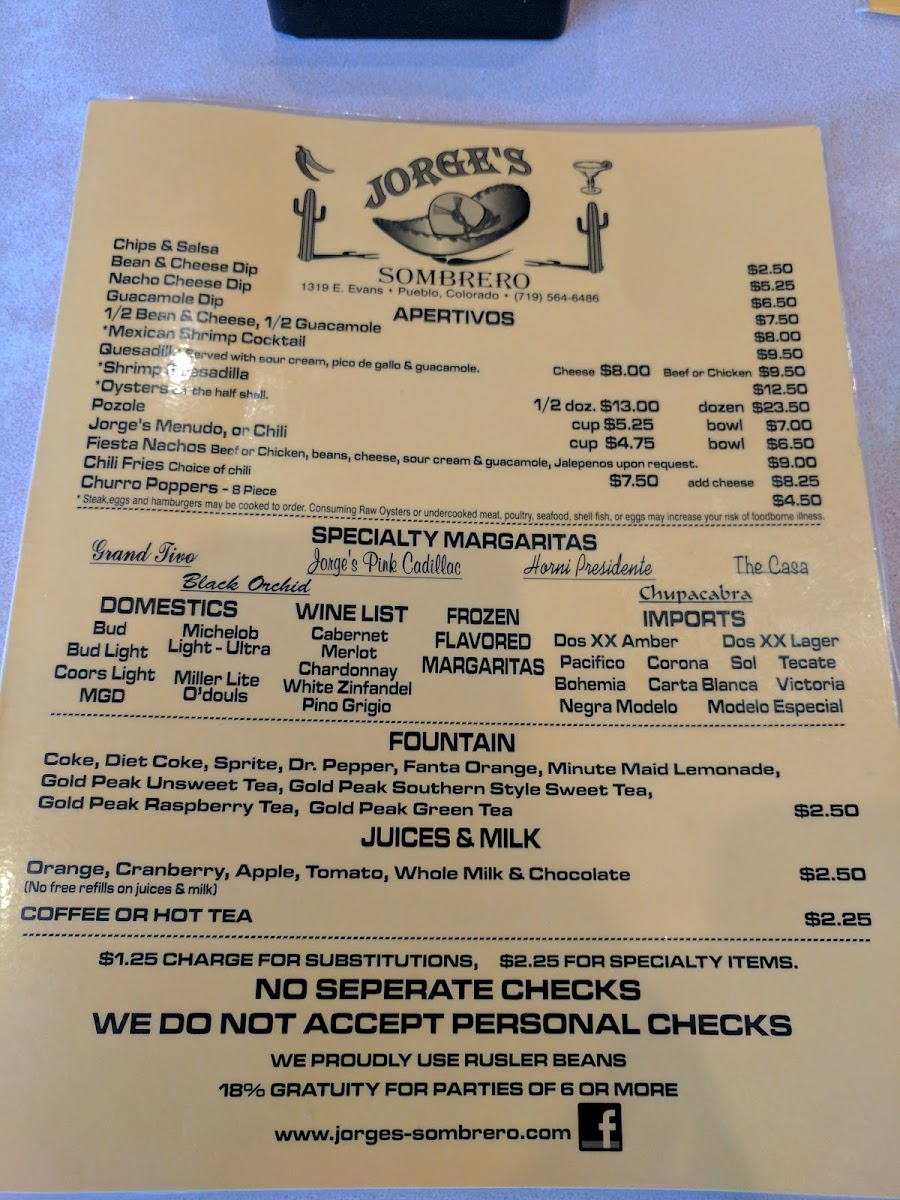 JORGE'S
SOMBRERO
1319 E. Evans • Pueblo, Colorado • (719) 564-6486
APERTIVOS
Chips & Salsa $2.50
Bean & Cheese Dip $5.25
Nacho Cheese Dip $6.50
Guacamole Dip $7.50
1/2 Bean & Cheese, 1/2 Guacamole $8.00
*Mexican Shrimp Cocktail $9.50
Quesadilla served with sour cream, pico de gallo & guacamole. Cheese $8.00 Beef or Chicken $9.50
*Shrimp Quesadilla $12.50
*Oysters on the half shell. 1/2 doz. $13.00 dozen $23.50
Pozole cup $5.25 bowl $7.00
Jorge's Menudo, or Chili cup $4.75 bowl $6.50
Fiesta Nachos Beef or Chicken, beans, cheese, sour cream & guacamole, Jalepenos upon request. $9.00
Chili Fries Choice of chili $7.50 add cheese $8.25
Churro Poppers - 8 Piece $4.50
* Steak,eggs and hamburgers may be cooked to order. Consuming Raw Oysters or undercooked meat, poultry, seafood, shell fish, or eggs may increase your risk of foodborne illness.
SPECIALTY MARGARITAS
Grand Tivo Jorge's Pink Cadillac Horni Presidente The Casa
Black Orchid Chupacabra
DOMESTICS
Bud Michelob
Bud Light Light - Ultra
Coors Light Miller Lite
MGD O'douls
WINE LIST
Cabernet
Merlot
Chardonnay
White Zinfandel
Pino Grigio
FROZEN
FLAVORED
MARGARITAS
IMPORTS
Dos XX Amber Dos XX Lager
Pacifico Corona Sol Tecate
Bohemia Carta Blanca Victoria
Negra Modelo Modelo Especial
FOUNTAIN
Coke, Diet Coke, Sprite, Dr. Pepper, Fanta Orange, Minute Maid Lemonade,
Gold Peak Unsweet Tea, Gold Peak Southern Style Sweet Tea,
Gold Peak Raspberry Tea, Gold Peak Green Tea $2.50
JUICES & MILK
Orange, Cranberry, Apple, Tomato, Whole Milk & Chocolate $2.50
(No free refills on juices & milk)
COFFEE OR HOT TEA $2.25
$1.25 CHARGE FOR SUBSTITUTIONS, $2.25 FOR SPECIALTY ITEMS.
NO SEPERATE CHECKS
WE DO NOT ACCEPT PERSONAL CHECKS
WE PROUDLY USE RUSLER BEANS
18% GRATUITY FOR PARTIES OF 6 OR MORE
www.jorges-sombrero.com f